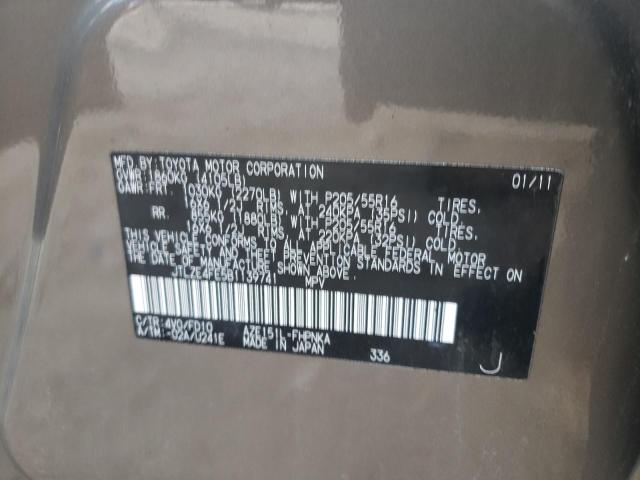 MFD.BY:TOYOTA MOTOR CORPORATION 01/11
GVWR:1860KG (4105LB)
GAWR:FRT. 1030KG (2270LB) WITH P205/55R16 TIRES,
16X6 1/2J RIMS, AT 240KPA (35PSI) COLD.
RR. 855KG (1880LB) WITH P205/55R16 TIRES,
16X6 1/2J RIMS, AT 220KPA (32PSI) COLD.
THIS VEHICLE CONFORMS TO ALL APPLICABLE FEDERAL MOTOR
VEHICLE SAFETY AND THEFT PREVENTION STANDARDS IN EFFECT ON
THE DATE OF MANUFACTURE SHOWN ABOVE.
JTLZE4FE5B1139741 MPV
C/TR:4V0/FD10 AZE151L-FHPNKA
A/TM:-02A/U241E MADE IN JAPAN 336 J